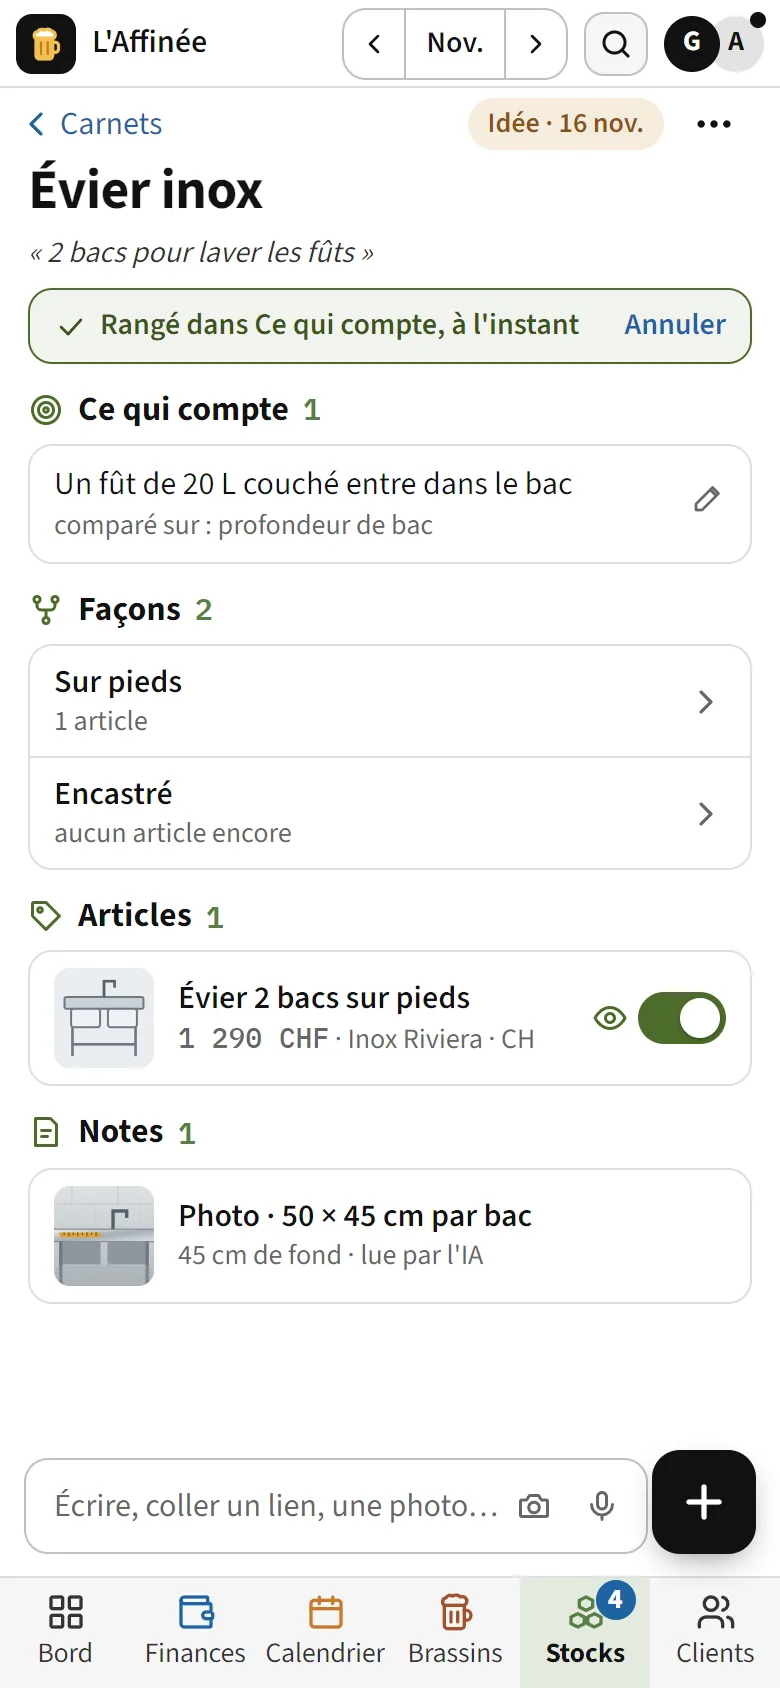 L'Affinée
Nov.
G
A
Carnets
Idée · 16 nov.
Évier inox
« 2 bacs pour laver les fûts »
Rangé dans Ce qui compte, à l'instant
Annuler
Ce qui compte 1
Un fût de 20 L couché entre dans le bac
comparé sur : profondeur de bac
Façons 2
Sur pieds
1 article
Encastré
aucun article encore
Articles 1
Évier 2 bacs sur pieds
1 290 CHF · Inox Riviera · CH
Notes 1
Photo · 50 × 45 cm par bac
45 cm de fond · lue par l'IA
Écrire, coller un lien, une photo…
4
Bord
Finances
Calendrier
Brassins
Stocks
Clients